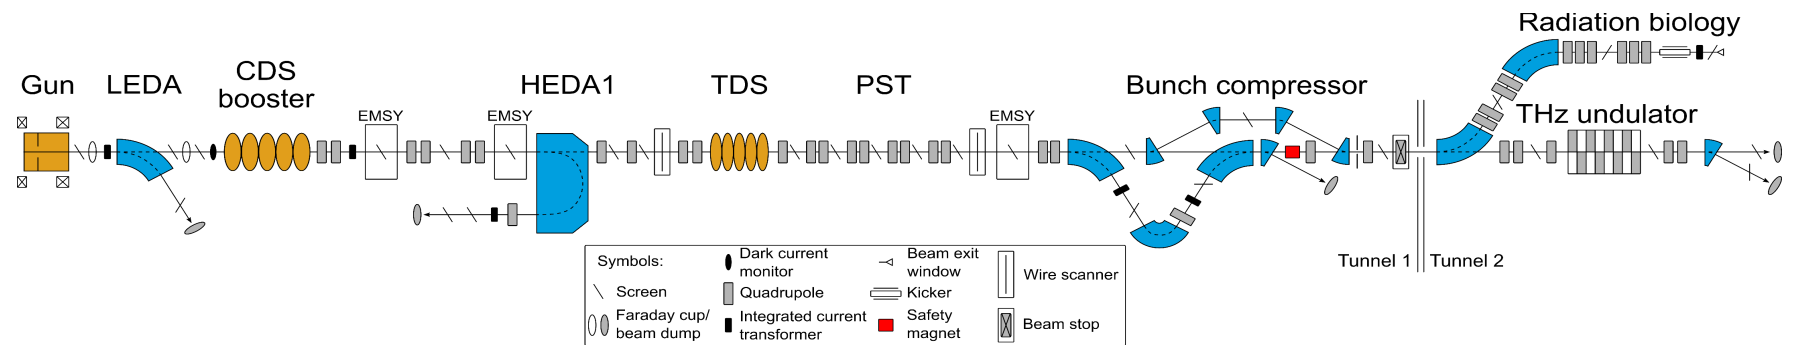 Radiation biology
Gun
LEDA
CDS
booster
HEDA1
TDS
PST
Bunch compressor
THz undulator
EMSY
EMSY
EMSY
Tunnel 1
Tunnel 2
Symbols:
Screen
Faraday cup/
beam dump
Dark current
monitor
Quadrupole
Integrated current
transformer
Beam exit
window
Kicker
Safety
magnet
Wire scanner
Beam stop